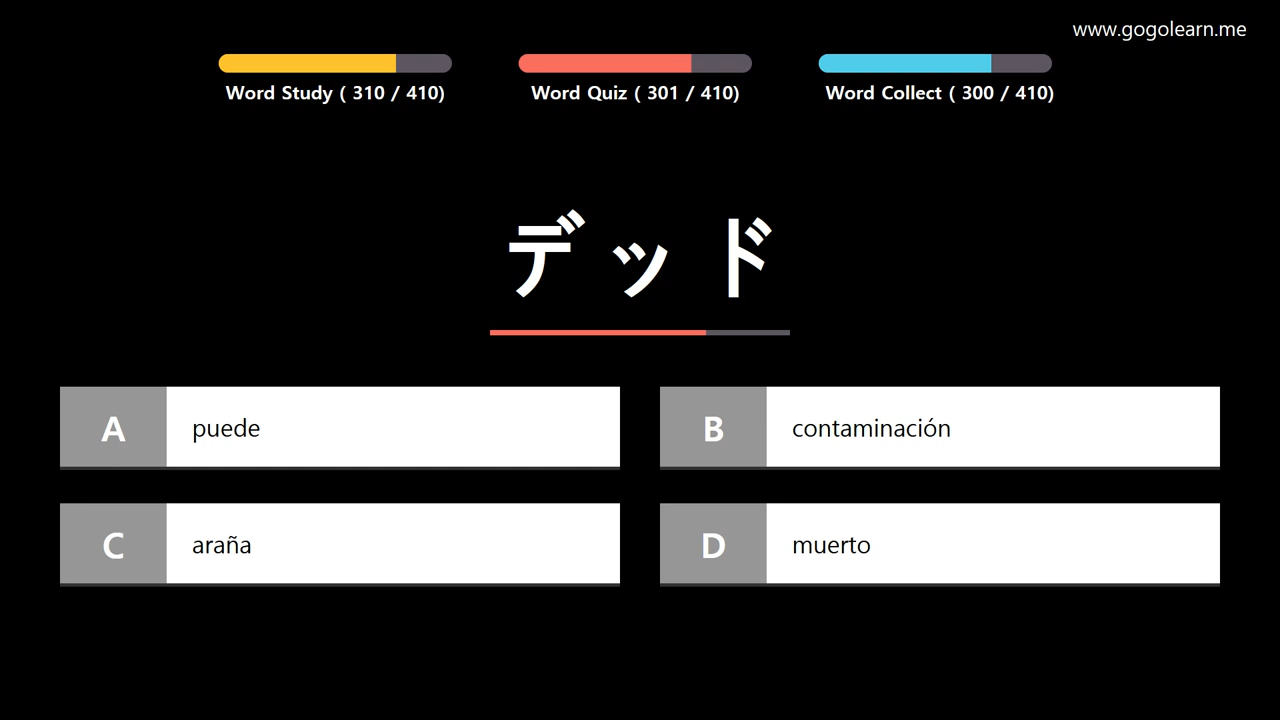 www.gogolearn.me
Word Study ( 310 / 410)
Word Quiz ( 301 / 410)
Word Collect ( 300 / 410)
デッド
A puede
B contaminación
C araña
D muerto